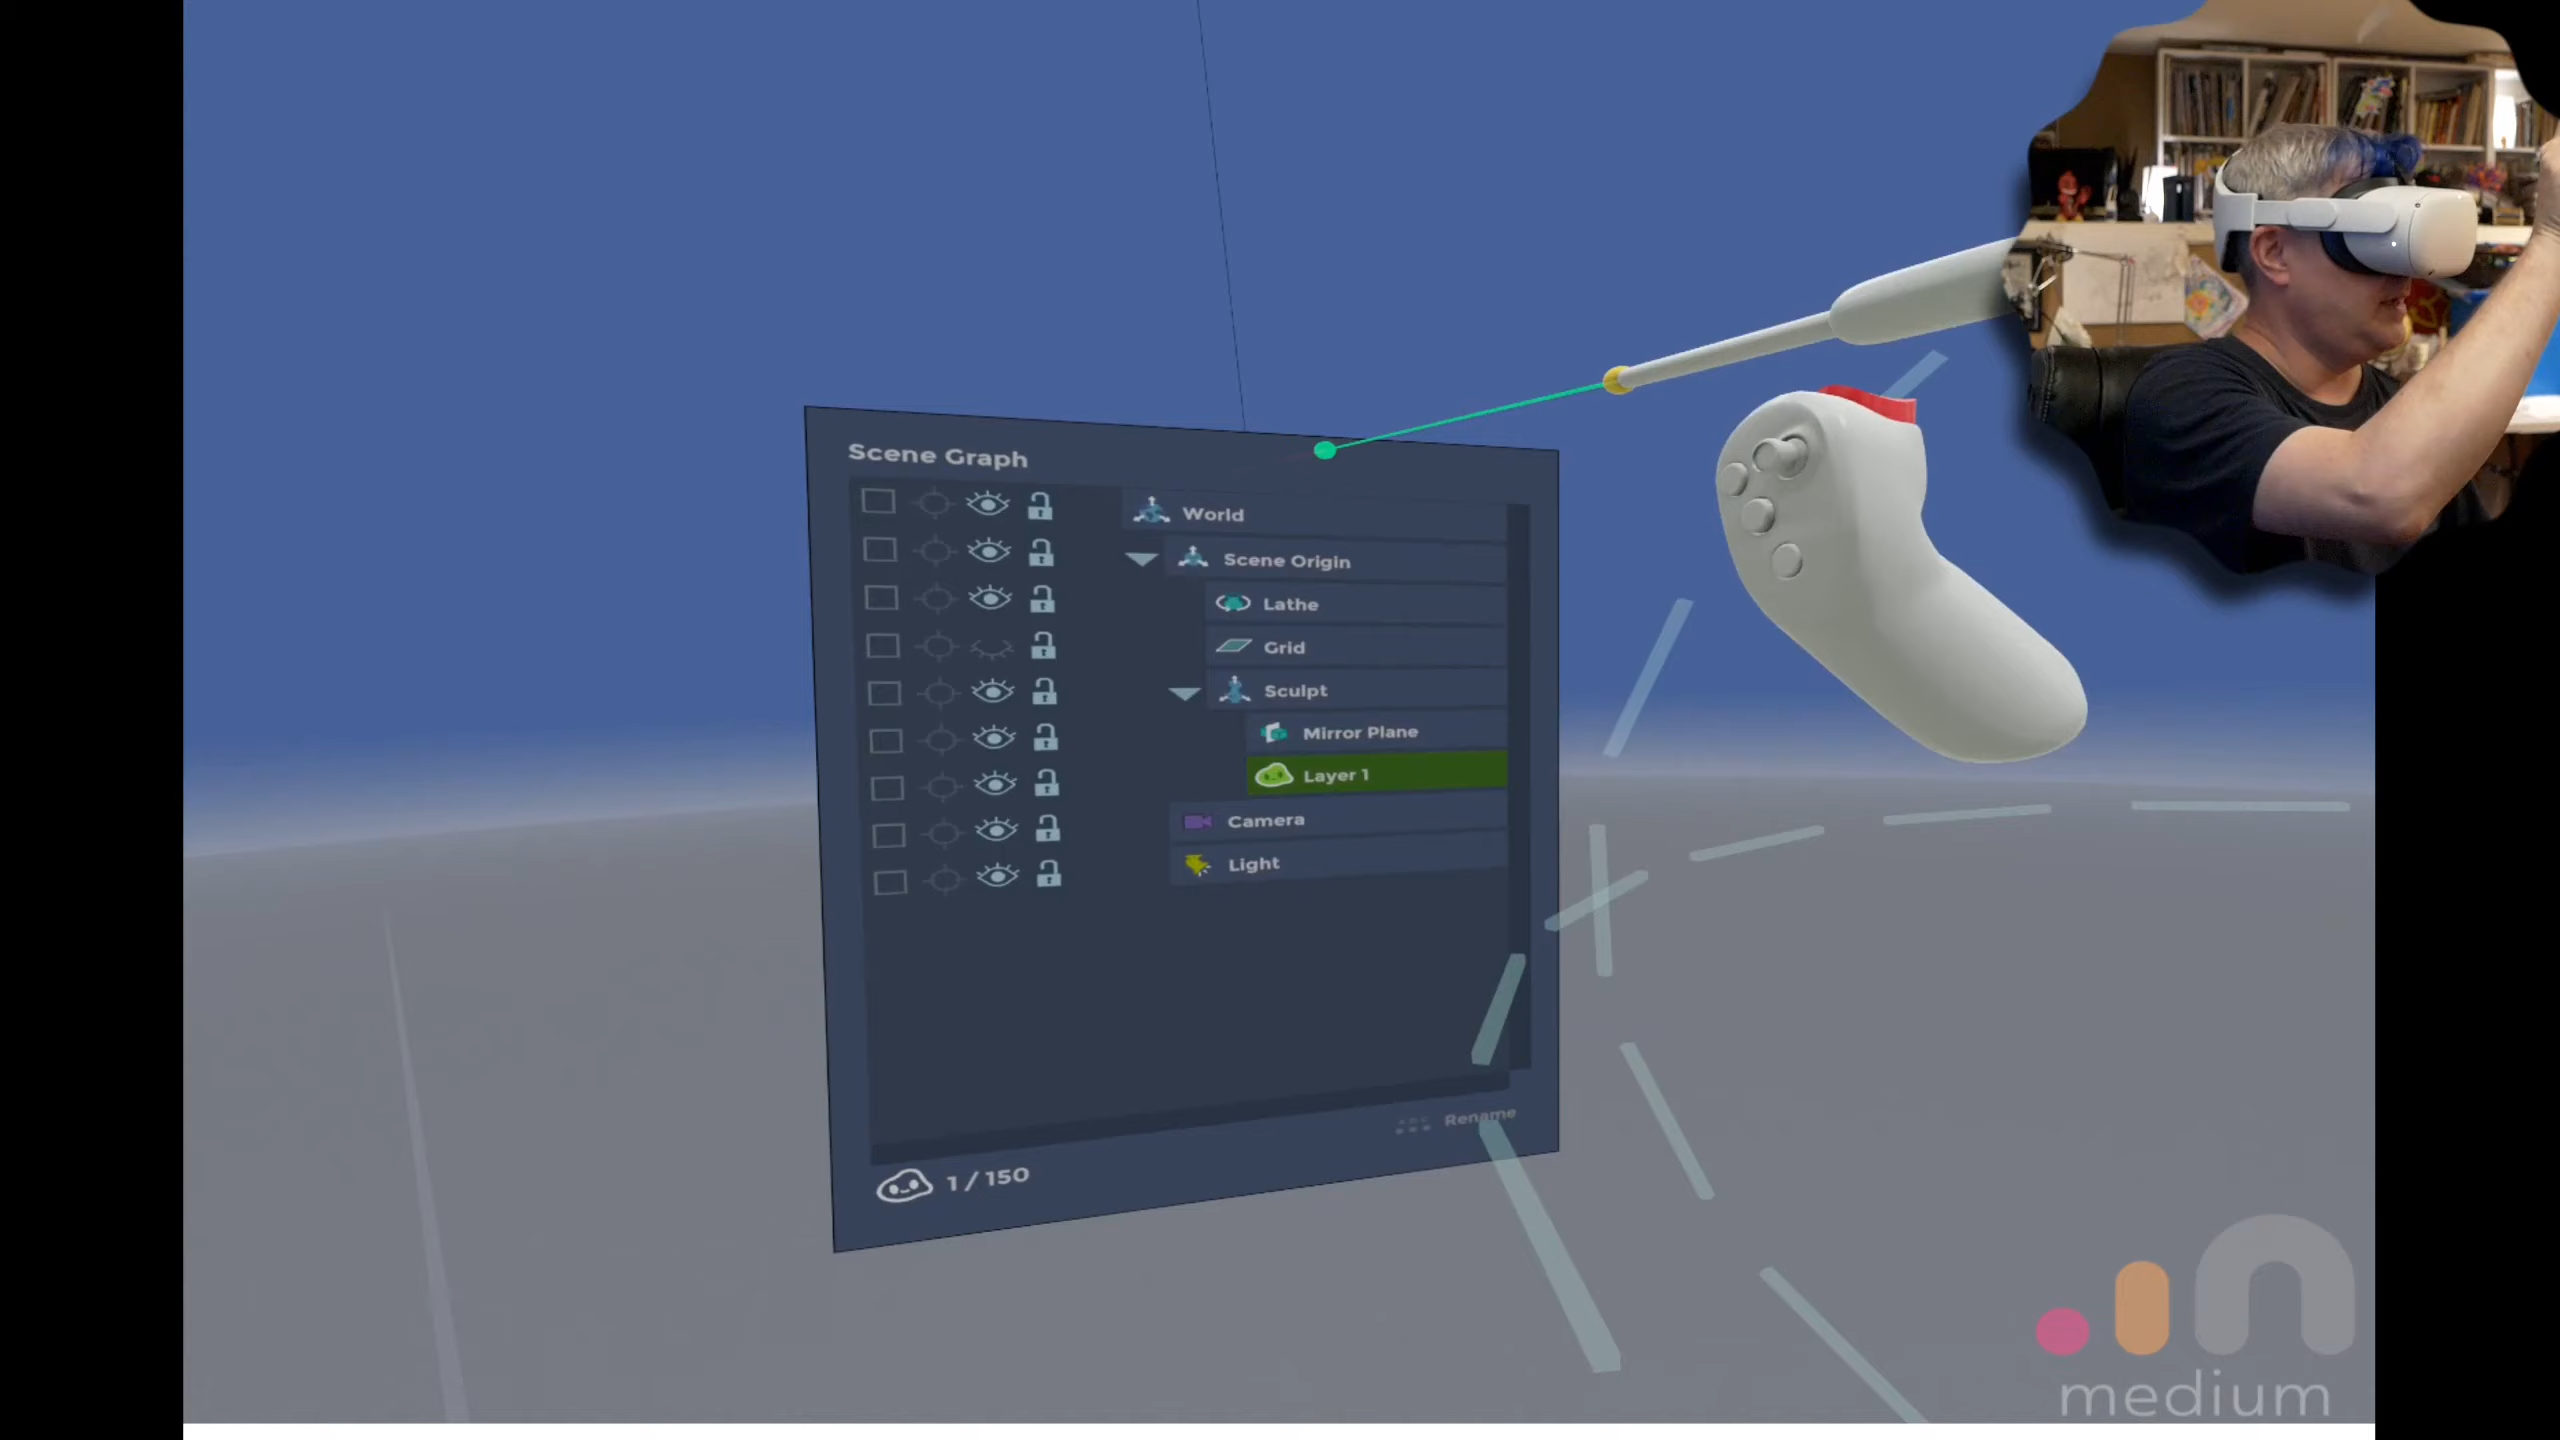 Scene Graph
World
Scene Origin
Lathe
Grid
Sculpt
Mirror Plane
Layer 1
Camera
Light
Rename
1 / 150
medium